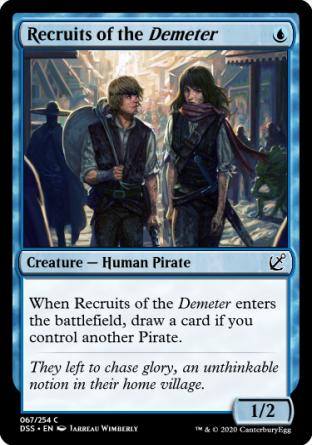 Recruits of the Demeter
Creature — Human Pirate
When Recruits of the Demeter enters
the battlefield, draw a card if you
control another Pirate.
They left to chase glory, an unthinkable
notion in their home village.
1/2
067/254 C
DSS • EN Jarreau Wimberly
™ & © 2020 CanterburyEgg